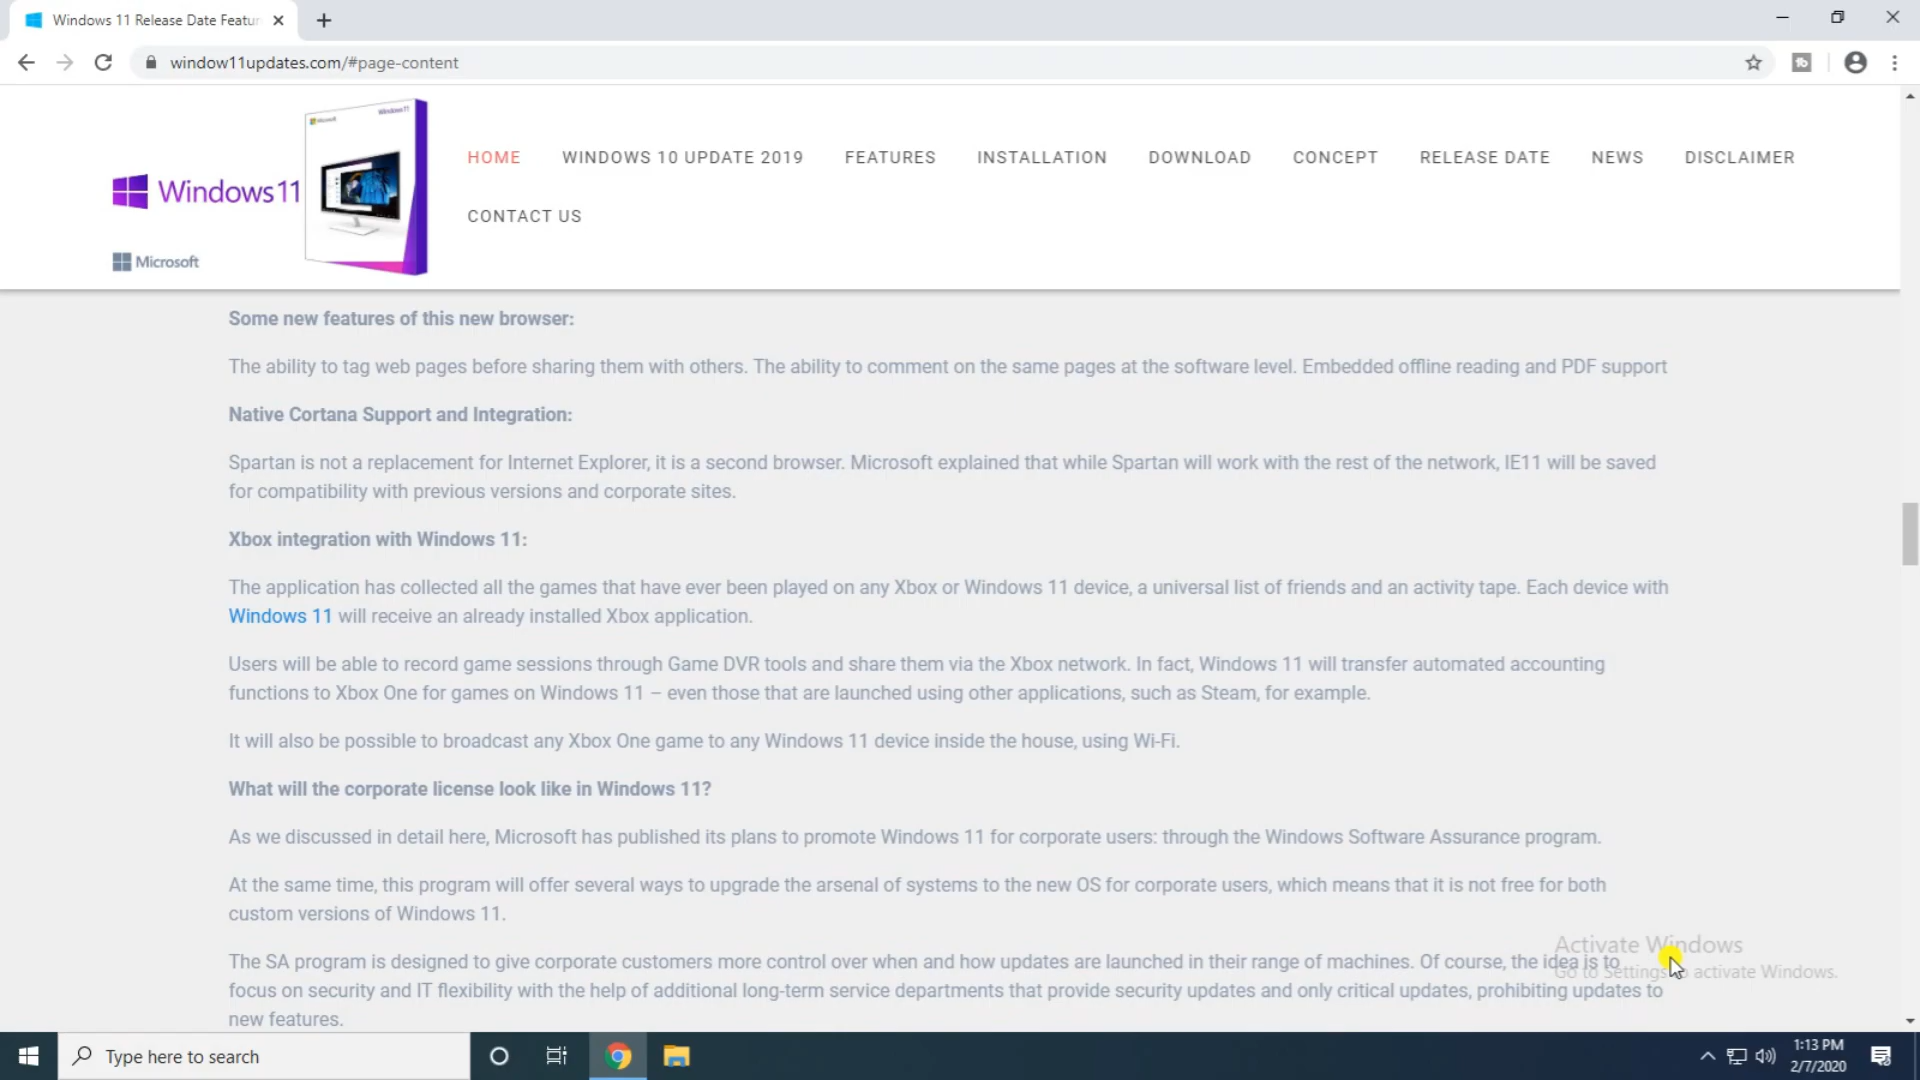 Windows 11 Release Date Featur
window11updates.com/#page-content
Microsoft
Windows11
Windows11
Microsoft
HOME
WINDOWS 10 UPDATE 2019
FEATURES
INSTALLATION
DOWNLOAD
CONCEPT
RELEASE DATE
NEWS
DISCLAIMER
CONTACT US
Some new features of this new browser:
The ability to tag web pages before sharing them with others. The ability to comment on the same pages at the software level. Embedded offline reading and PDF support
Native Cortana Support and Integration:
Spartan is not a replacement for Internet Explorer, it is a second browser. Microsoft explained that while Spartan will work with the rest of the network, IE11 will be saved
for compatibility with previous versions and corporate sites.
Xbox integration with Windows 11:
The application has collected all the games that have ever been played on any Xbox or Windows 11 device, a universal list of friends and an activity tape. Each device with
Windows 11 will receive an already installed Xbox application.
Users will be able to record game sessions through Game DVR tools and share them via the Xbox network. In fact, Windows 11 will transfer automated accounting
functions to Xbox One for games on Windows 11 – even those that are launched using other applications, such as Steam, for example.
It will also be possible to broadcast any Xbox One game to any Windows 11 device inside the house, using Wi-Fi.
What will the corporate license look like in Windows 11?
As we discussed in detail here, Microsoft has published its plans to promote Windows 11 for corporate users: through the Windows Software Assurance program.
At the same time, this program will offer several ways to upgrade the arsenal of systems to the new OS for corporate users, which means that it is not free for both
custom versions of Windows 11.
The SA program is designed to give corporate customers more control over when and how updates are launched in their range of machines. Of course, the idea is to
focus on security and IT flexibility with the help of additional long-term service departments that provide security updates and only critical updates, prohibiting updates to
new features.
Activate Windows
Go to Settings to activate Windows.
Type here to search
1:13 PM
2/7/2020